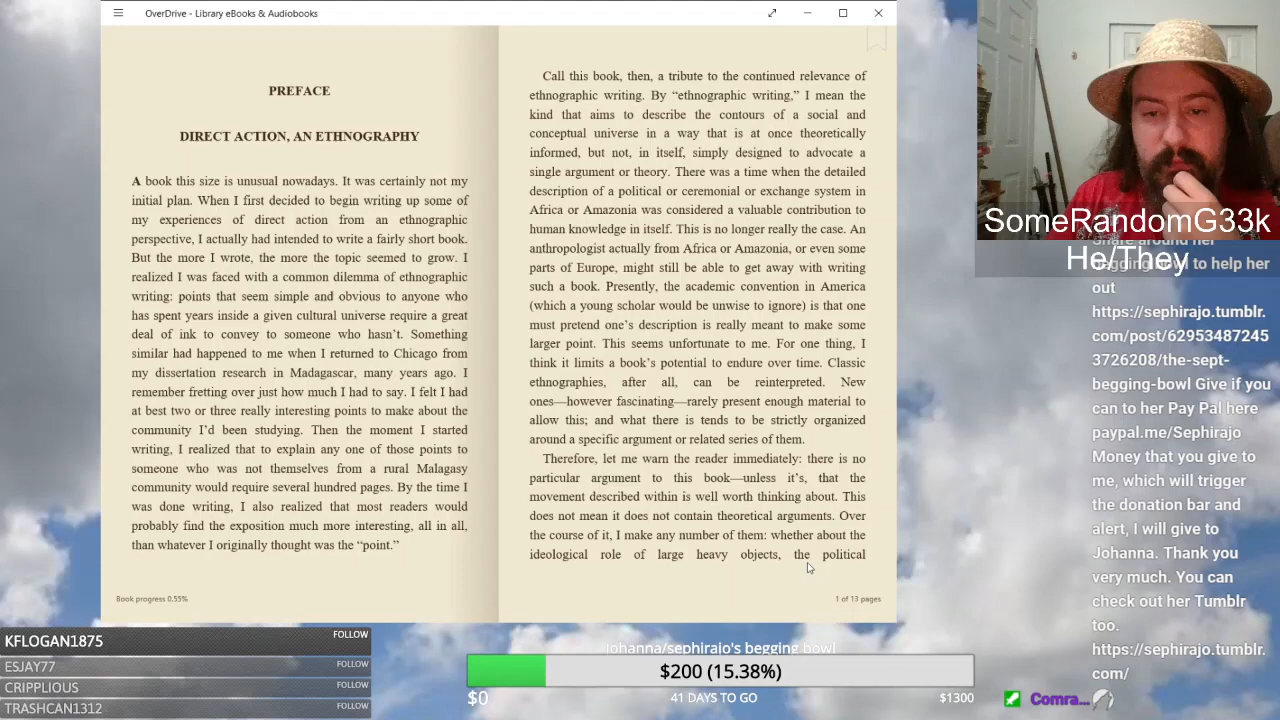 OverDrive - Library eBooks & Audiobooks
PREFACE
DIRECT ACTION, AN ETHNOGRAPHY
A book this size is unusual nowadays. It was certainly not my
initial plan. When I first decided to begin writing up some of
my experiences of direct action from an ethnographic
perspective, I actually had intended to write a fairly short book.
But the more I wrote, the more the topic seemed to grow. I
realized I was faced with a common dilemma of ethnographic
writing: points that seem simple and obvious to anyone who
has spent years inside a given cultural universe require a great
deal of ink to convey to someone who hasn't. Something
similar had happened to me when I returned to Chicago from
my dissertation research in Madagascar, many years ago. I
remember fretting over just how much I had to say. I felt I had
at best two or three really interesting points to make about the
community I'd been studying. Then the moment I started
writing, I realized that to explain any one of those points to
someone who was not themselves from a rural Malagasy
community would require several hundred pages. By the time I
was done writing, I also realized that most readers would
probably find the exposition much more interesting, all in all,
than whatever I originally thought was the “point.”
Book progress 0.55%
Call this book, then, a tribute to the continued relevance of
ethnographic writing. By “ethnographic writing,” I mean the
kind that aims to describe the contours of a social and
conceptual universe in a way that is at once theoretically
informed, but not, in itself, simply designed to advocate a
single argument or theory. There was a time when the detailed
description of a political or ceremonial or exchange system in
Africa or Amazonia was considered a valuable contribution to
human knowledge in itself. This is no longer really the case. An
anthropologist actually from Africa or Amazonia, or even some
parts of Europe, might still be able to get away with writing
such a book. Presently, the academic convention in America
(which a young scholar would be unwise to ignore) is that one
must pretend one's description is really meant to make some
larger point. This seems unfortunate to me. For one thing, I
think it limits a book's potential to endure over time. Classic
ethnographies, after all, can be reinterpreted. New
ones—however fascinating—rarely present enough material to
allow this; and what there is tends to be strictly organized
around a specific argument or related series of them.
Therefore, let me warn the reader immediately: there is no
particular argument to this book—unless it's, that the
movement described within is well worth thinking about. This
does not mean it does not contain theoretical arguments. Over
the course of it, I make any number of them: whether about the
ideological role of large heavy objects, the political
1 of 13 pages
SomeRandomG33k
He/They
Share around her
begging bowl to help her
out
https://sephirajo.tumblr.
com/post/62953487245
3726208/the-sept-
begging-bowl Give if you
can to her Pay Pal here
paypal.me/Sephirajo
Money that you give to
me, which will trigger
the donation bar and
alert, I will give to
Johanna. Thank you
very much. You can
check out her Tumblr
too.
https://sephirajo.tumblr.
com/
Comra...
KFLOGAN1875 FOLLOW
ESJAY77 FOLLOW
CRIPPLIOUS FOLLOW
TRASHCAN1312 FOLLOW
Johanna/sephirajo's begging bowl
$200 (15.38%)
$0 41 DAYS TO GO $1300